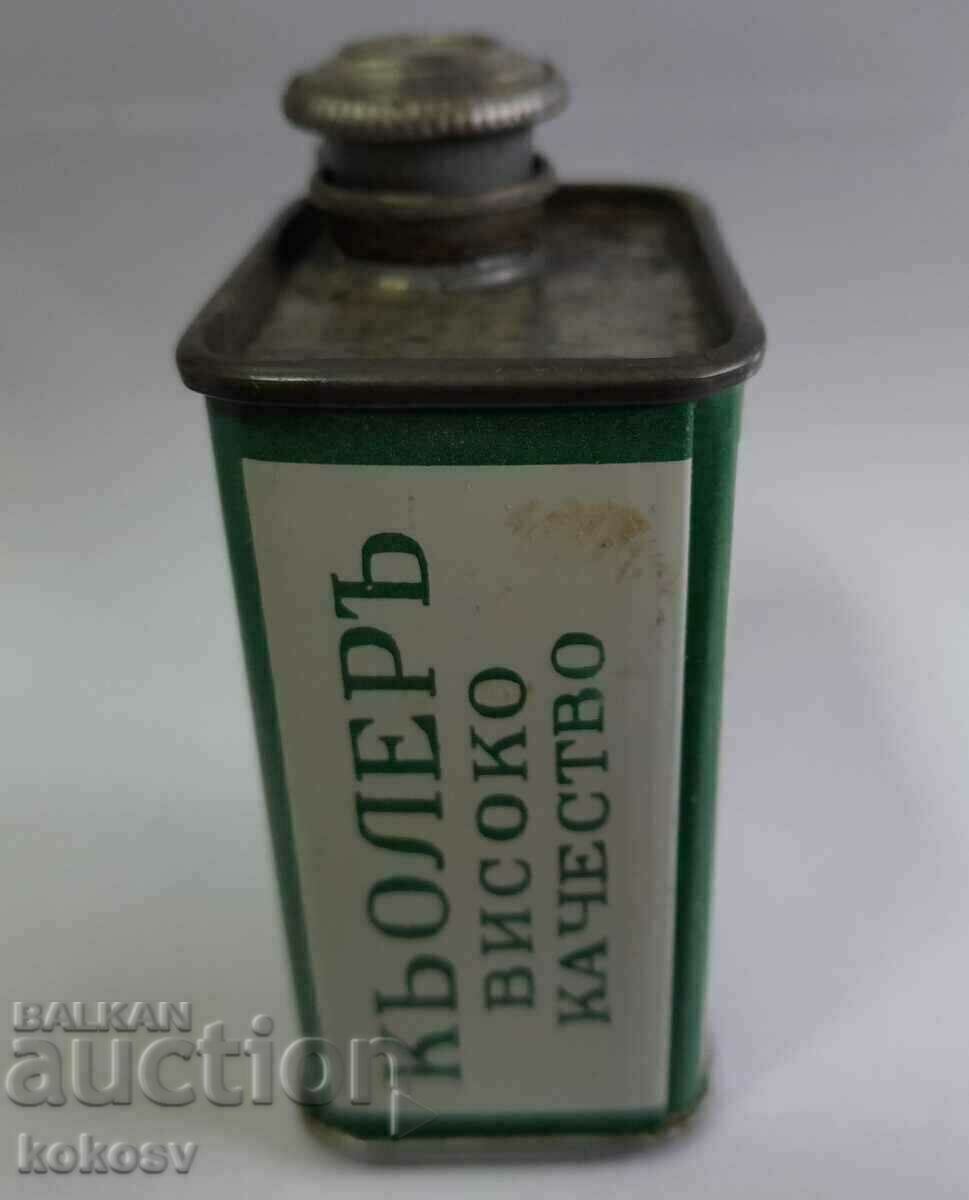 КЬОЛЕРЪ
ВИСОКО
КАЧЕСТВО
BALKAN
auction
kokosv